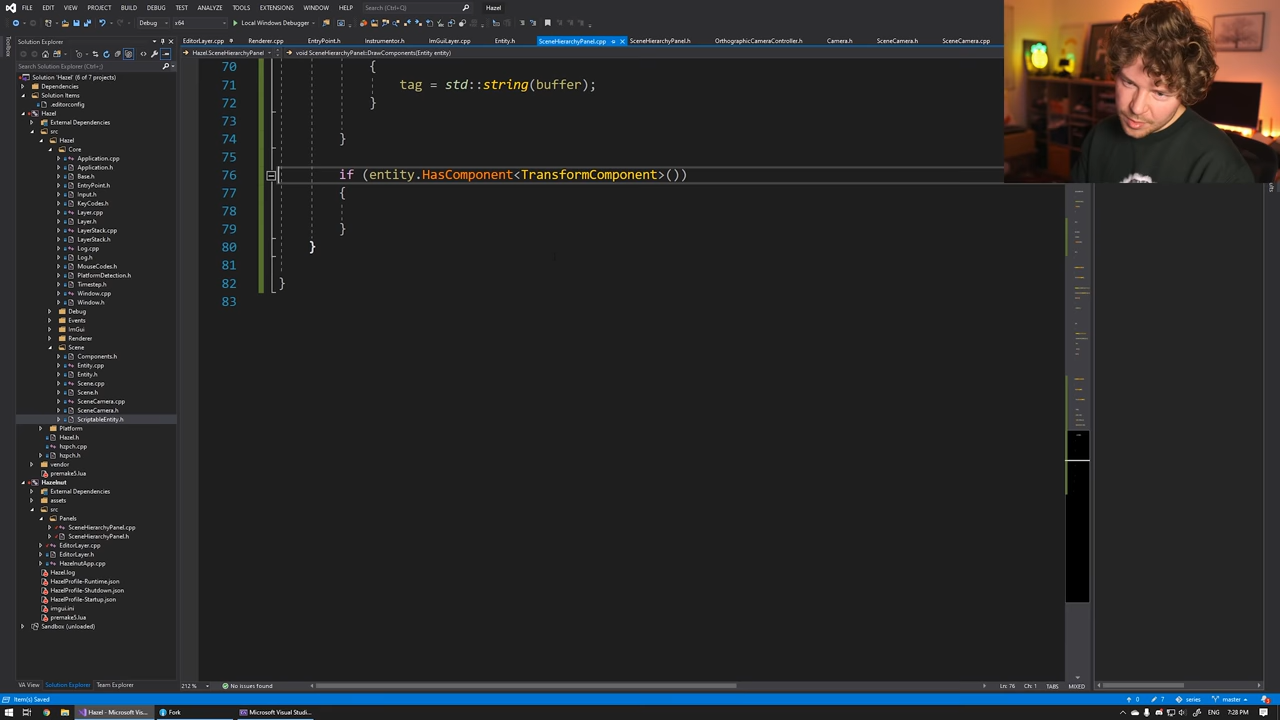 FILE EDIT VIEW PROJECT BUILD DEBUG TEST ANALYZE TOOLS EXTENSIONS WINDOW HELP Search (Ctrl+Q) Hazel
Debug x64 Local Windows Debugger
Solution Explorer
Search Solution Explorer (Ctrl+;)
Solution 'Hazel' (6 of 7 projects)
Dependencies
Solution Items
.editorconfig
Hazel
External Dependencies
src
Hazel
Core
Application.cpp
Application.h
Base.h
EntryPoint.h
Input.h
KeyCodes.h
Layer.cpp
Layer.h
LayerStack.cpp
LayerStack.h
Log.cpp
Log.h
MouseCodes.h
PlatformDetection.h
Timestep.h
Window.cpp
Window.h
Debug
Events
ImGui
Renderer
Scene
Components.h
Entity.cpp
Entity.h
Scene.cpp
Scene.h
SceneCamera.cpp
SceneCamera.h
ScriptableEntity.h
Platform
Hazel.h
hzpch.cpp
hzpch.h
vendor
premake5.lua
Hazelnut
External Dependencies
assets
src
Panels
SceneHierarchyPanel.cpp
SceneHierarchyPanel.h
EditorLayer.cpp
EditorLayer.h
HazelnutApp.cpp
Hazel.log
HazelProfile-Runtime.json
HazelProfile-Shutdown.json
HazelProfile-Startup.json
imgui.ini
premake5.lua
Sandbox (unloaded)
VA View Solution Explorer Team Explorer
EditorLayer.cpp Renderer.cpp EntryPoint.h Instrumentor.h ImGuiLayer.cpp Entity.h SceneHierarchyPanel.cpp SceneHierarchyPanel.h OrthographicCameraController.h Camera.h SceneCamera.h SceneCamera.cpp
Hazel.SceneHierarchyPanel void SceneHierarchyPanel::DrawComponents(Entity entity)
70 {
71 tag = std::string(buffer);
72 }
73
74 }
75
76 if (entity.HasComponent<TransformComponent>())
77 {
78
79 }
80 }
81
82 }
83
212 % No issues found Ln: 76 Ch: 1 TABS MIXED
Item(s) Saved 0 7 series master
Hazel - Microsoft Vis... Fork Microsoft Visual Studi... ENG 7:28 PM